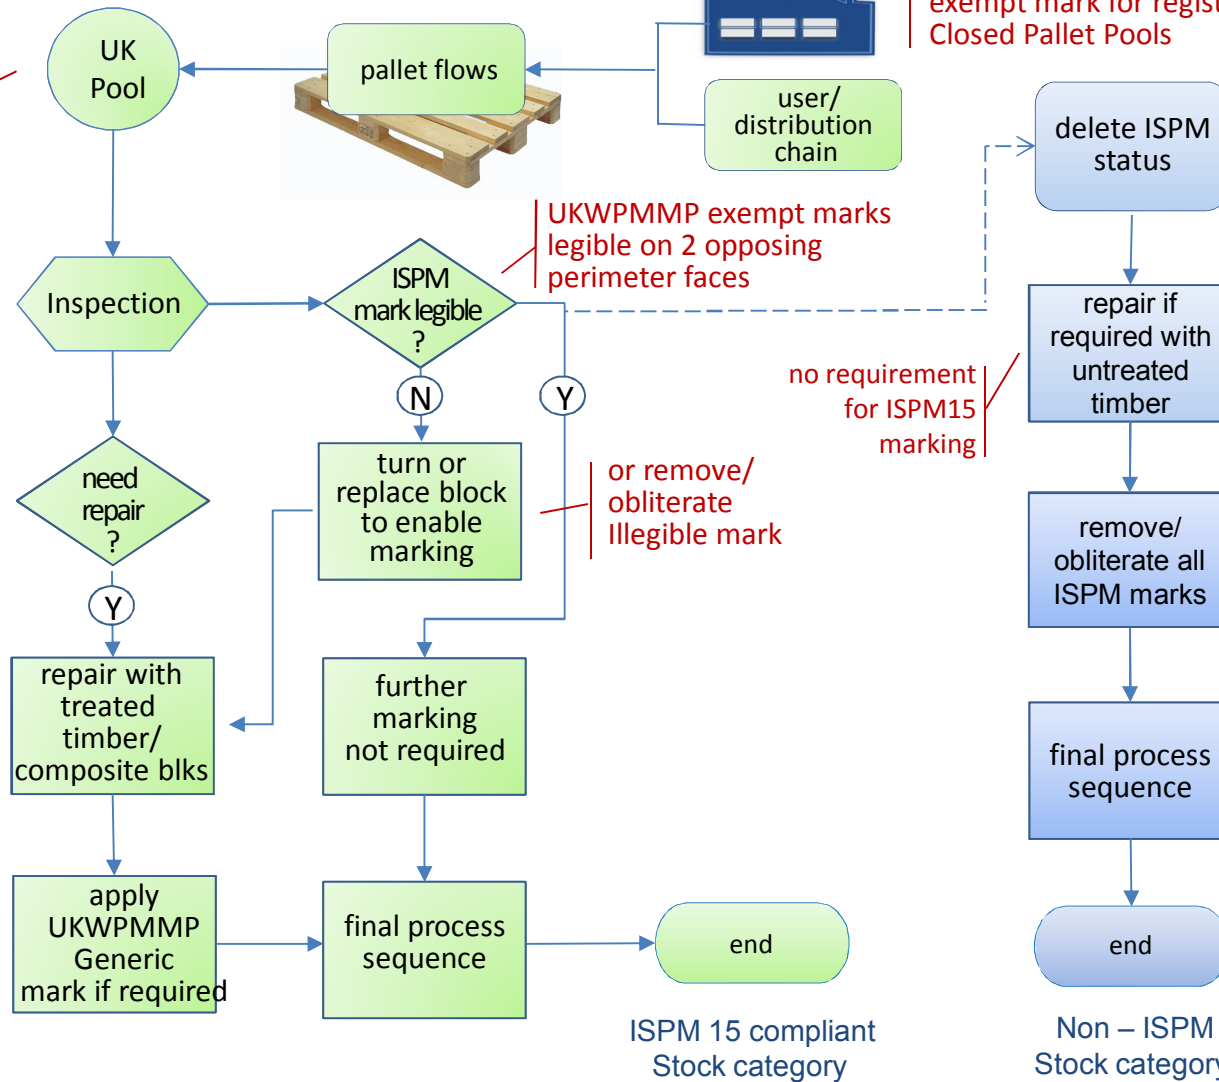 exempt mark for regist
Closed Pallet Pools
UK
Pool
pallet flows
user/
distribution
chain
delete ISPM
status
UKWPMMP exempt marks
legible on 2 opposing
perimeter faces
Inspection
ISPM
mark legible
?
repair if
required with
untreated
timber
no requirement
for ISPM15
marking
N
Y
need
repair
?
turn or
replace block
to enable
marking
or remove/
obliterate
Illegible mark
remove/
obliterate all
ISPM marks
Y
repair with
treated
timber/
composite blks
further
marking
not required
final process
sequence
apply
UKWPMMP
Generic
mark if required
final process
sequence
end
end
ISPM 15 compliant
Stock category
Non – ISPM
Stock category